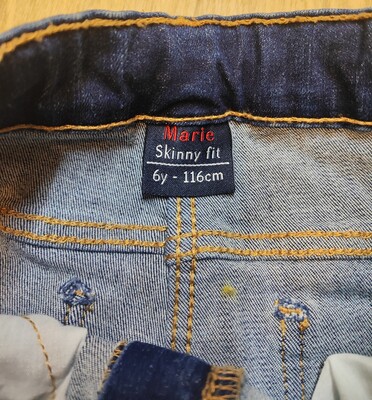 Marie
Skinny fit
6y - 116cm